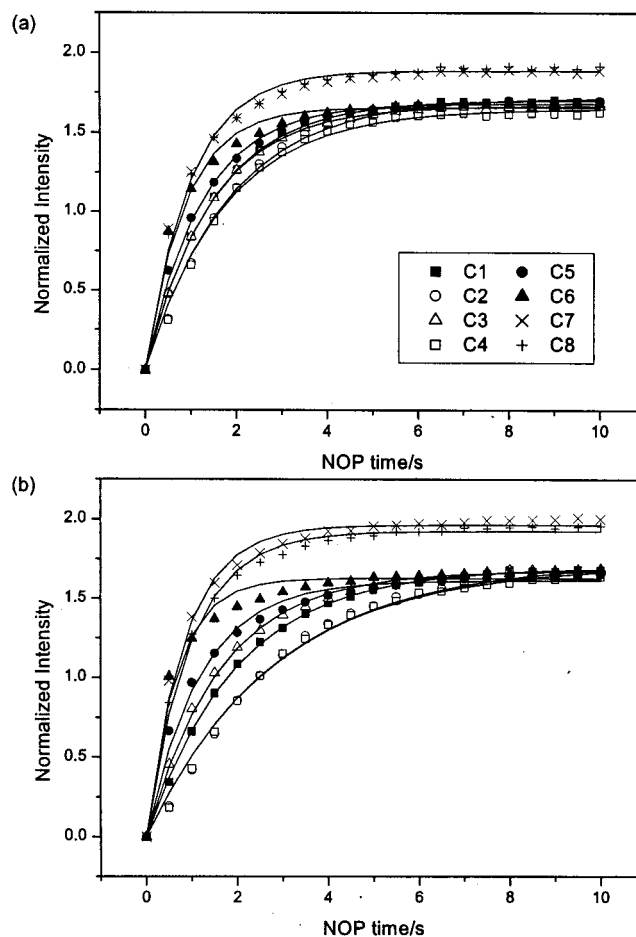 (a)
2.0
1.5
1.0
0.5
0.0
Normalized Intensity
C1 C5
C2 C6
C3 C7
C4 C8
0 2 4 6 8 10
NOP time/s
(b)
2.0
1.5
1.0
0.5
0.0
Normalized Intensity
0 2 4 6 8 10
NOP time/s